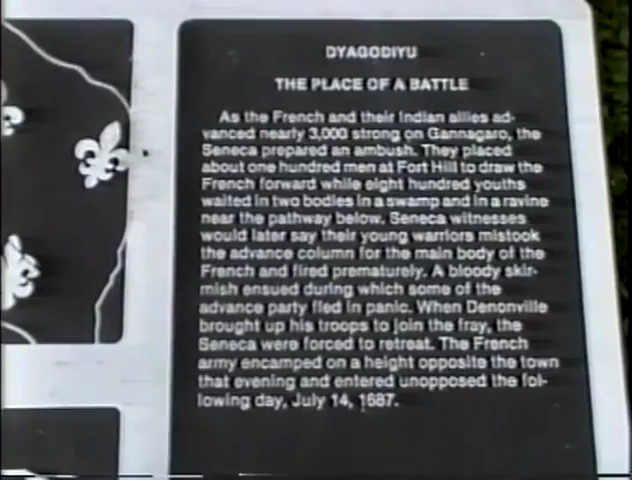 DYAGODIYU
THE PLACE OF A BATTLE
As the French and their Indian allies ad-
vanced nearly 3,000 strong on Gannagaro, the
Seneca prepared an ambush. They placed
about one hundred men at Fort Hill to draw the
French forward while eight hundred youths
waited in two bodies in a swamp and in a ravine
near the pathway below. Seneca witnesses
would later say their young warriors mistook
the advance column for the main body of the
French and fired prematurely. A bloody skir-
mish ensued during which some of the
advance party fled in panic. When Denonville
brought up his troops to join the fray, the
Seneca were forced to retreat. The French
army encamped on a height opposite the town
that evening and entered unopposed the fol-
lowing day, July 14, 1687.